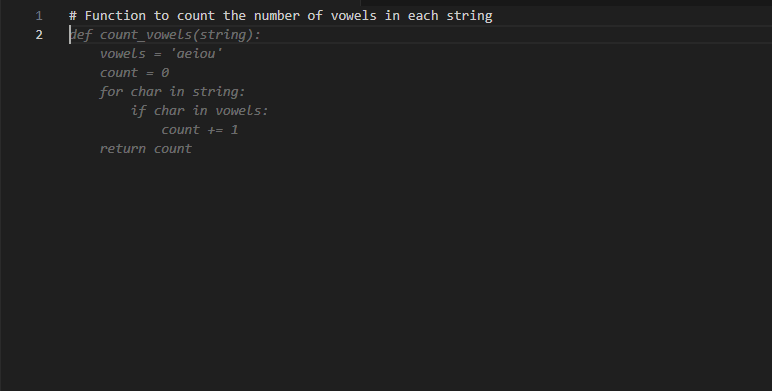 1 # Function to count the number of vowels in each string
2 def count_vowels(string):
vowels = 'aeiou'
count = 0
for char in string:
if char in vowels:
count += 1
return count